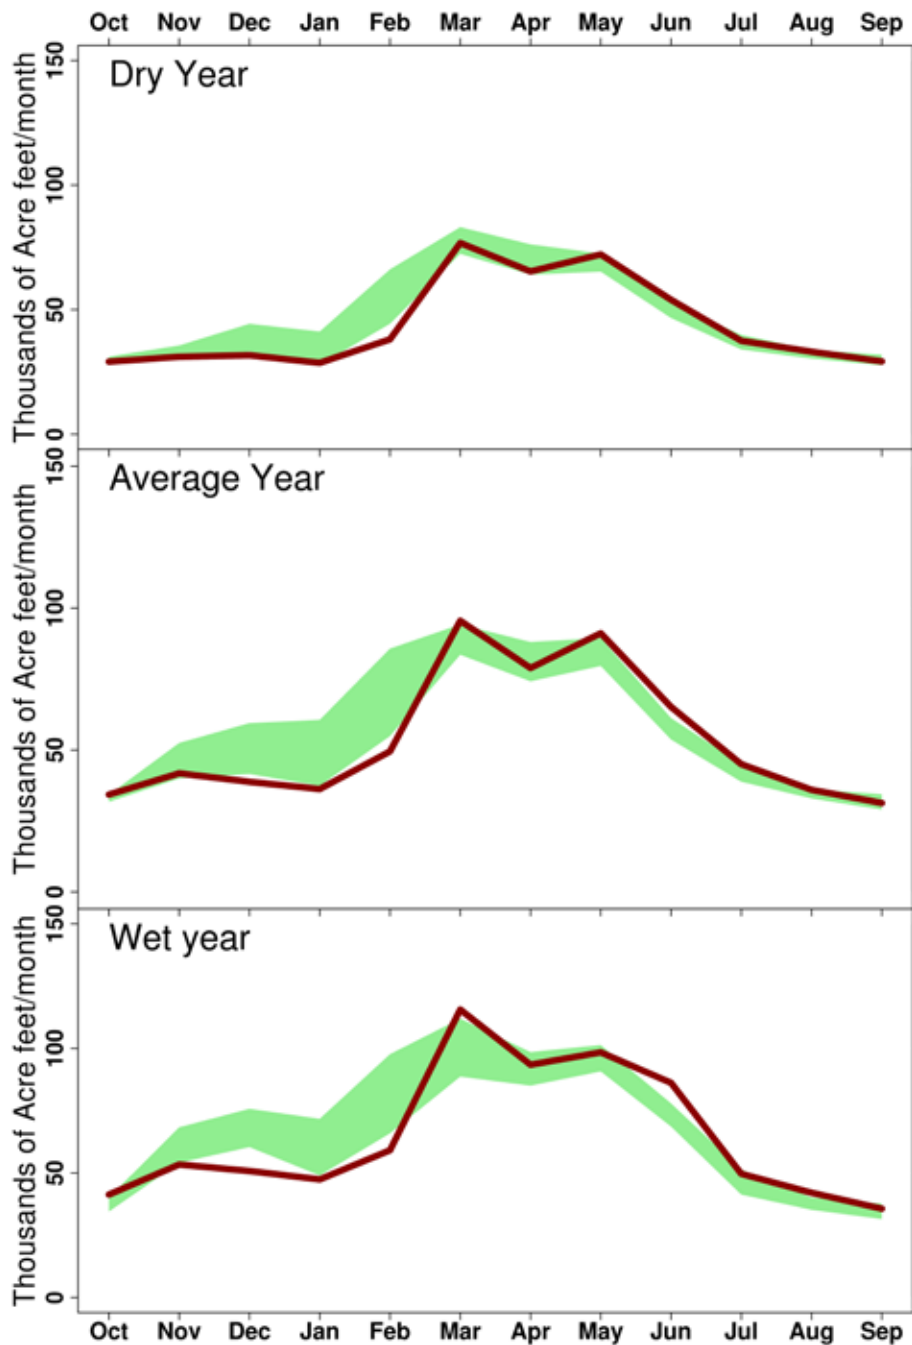 Oct Nov Dec Jan Feb Mar Apr May Jun Jul Aug Sep
Dry Year
Thousands of Acre feet/month
150
100
50
0
Average Year
Thousands of Acre feet/month
150
100
50
0
Wet year
Thousands of Acre feet/month
150
100
50
0
Oct Nov Dec Jan Feb Mar Apr May Jun Jul Aug Sep